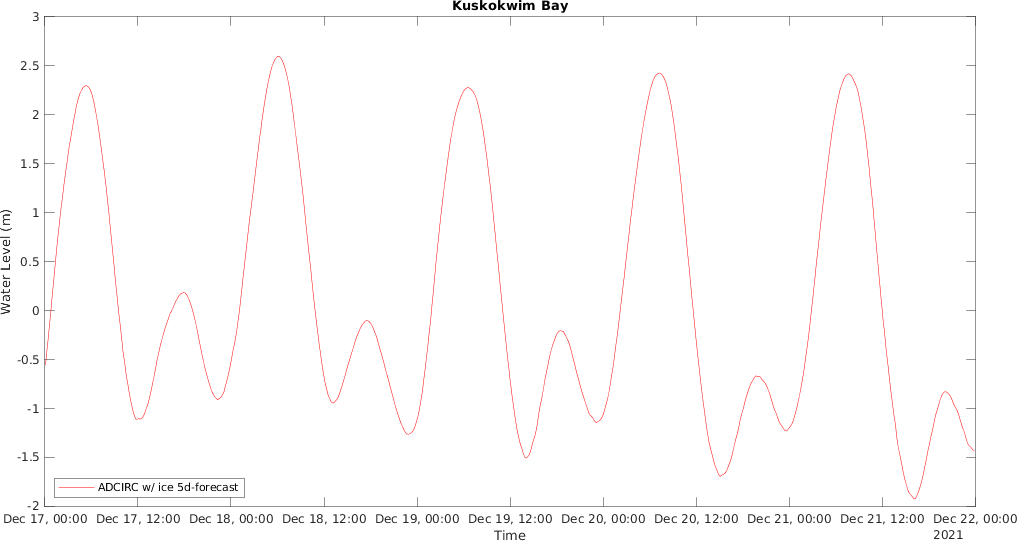 Kuskokwim Bay
3
2.5
2
1.5
1
0.5
0
-0.5
-1
-1.5
-2
Water Level (m)
ADCIRC w/ ice 5d-forecast
Dec 17, 00:00 Dec 17, 12:00 Dec 18, 00:00 Dec 18, 12:00 Dec 19, 00:00 Dec 19, 12:00 Dec 20, 00:00 Dec 20, 12:00 Dec 21, 00:00 Dec 21, 12:00 Dec 22, 00:00
Time
2021